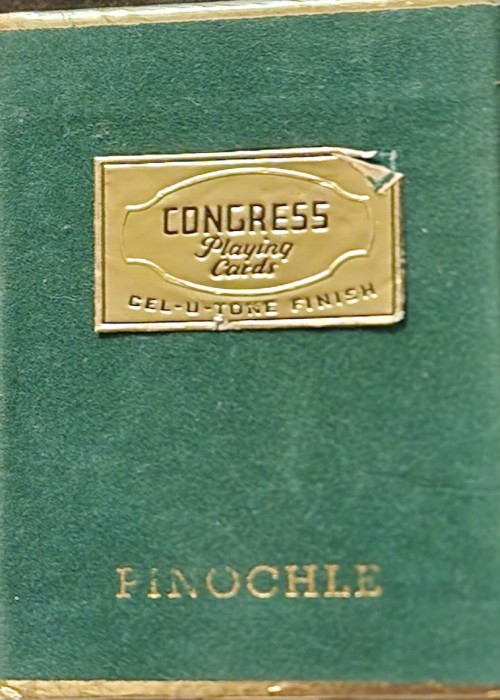 CONGRESS
Playing
Cards
CEL-U-TONE FINISH
PINOCHLE